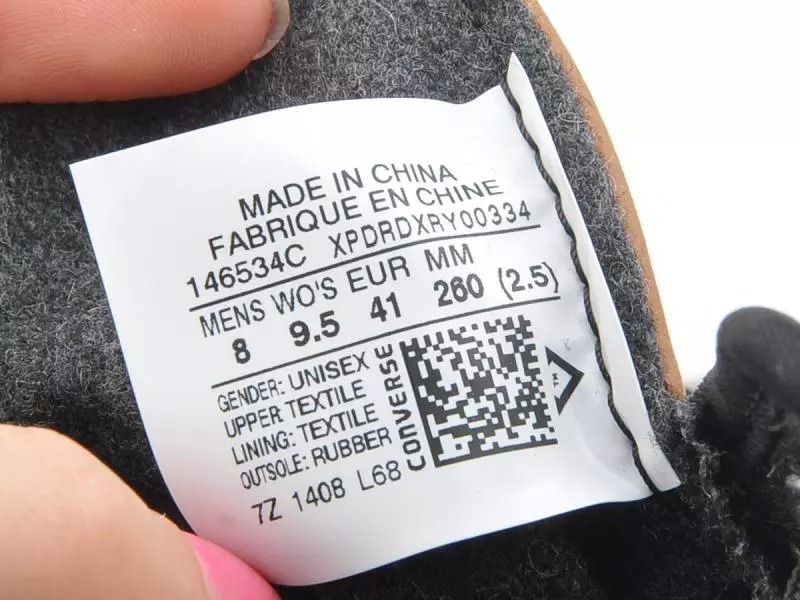 MADE IN CHINA
FABRIQUE EN CHINE
146534C XPDRDXRY00334
MENS WO'S EUR MM
8 9.5 41 260 (2.5)
GENDER: UNISEX
UPPER: TEXTILE
LINING: TEXTILE
OUTSOLE: RUBBER
CONVERSE
7Z 1408 L68